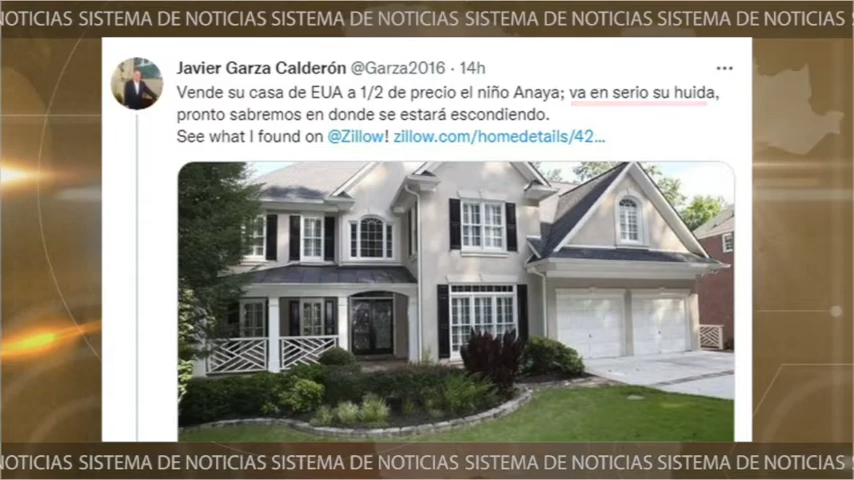 NOTICIAS SISTEMA DE NOTICIAS SISTEMA DE NOTICIAS SISTEMA DE NOTICIAS SISTEMA DE NOTICIAS
Javier Garza Calderón @Garza2016 · 14h
Vende su casa de EUA a 1/2 de precio el niño Anaya; va en serio su huida,
pronto sabremos en donde se estará escondiendo.
See what I found on @Zillow! zillow.com/homedetails/42...
NOTICIAS SISTEMA DE NOTICIAS SISTEMA DE NOTICIAS SISTEMA DE NOTICIAS SISTEMA DE NOTICIAS